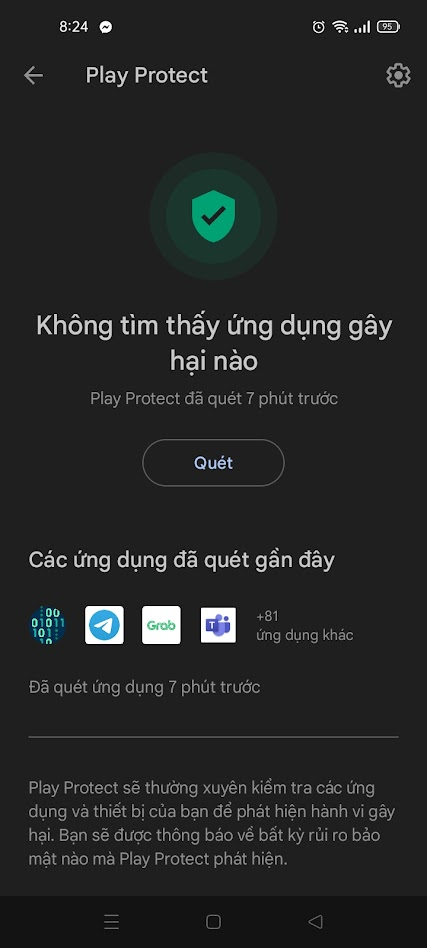 8:24
95
Play Protect
Không tìm thấy ứng dụng gây
hại nào
Play Protect đã quét 7 phút trước
Quét
Các ứng dụng đã quét gần đây
00
01011
101
0
Grab
T
+81
ứng dụng khác
Đã quét ứng dụng 7 phút trước
Play Protect sẽ thường xuyên kiểm tra các ứng
dụng và thiết bị của bạn để phát hiện hành vi gây
hại. Bạn sẽ được thông báo về bất kỳ rủi ro bảo
mật nào mà Play Protect phát hiện.